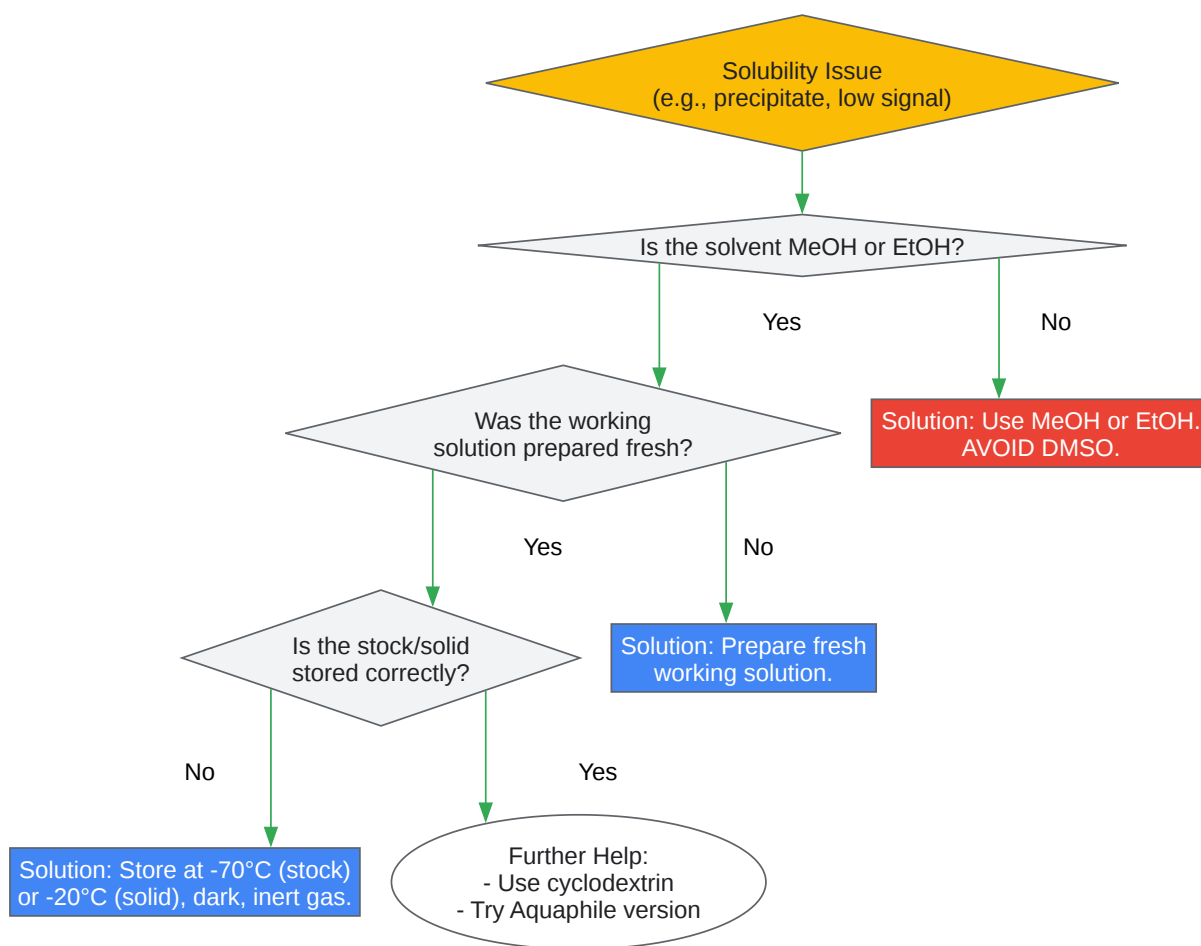 Solubility Issue
(e.g., precipitate, low signal)
Is the solvent MeOH or EtOH?
Yes
No
Was the working
solution prepared fresh?
Solution: Use MeOH or EtOH.
AVOID DMSO.
Yes
No
Is the stock/solid
stored correctly?
Solution: Prepare fresh
working solution.
No
Yes
Solution: Store at -70°C (stock)
or -20°C (solid), dark, inert gas.
Further Help:
- Use cyclodextrin
- Try Aquaphile version